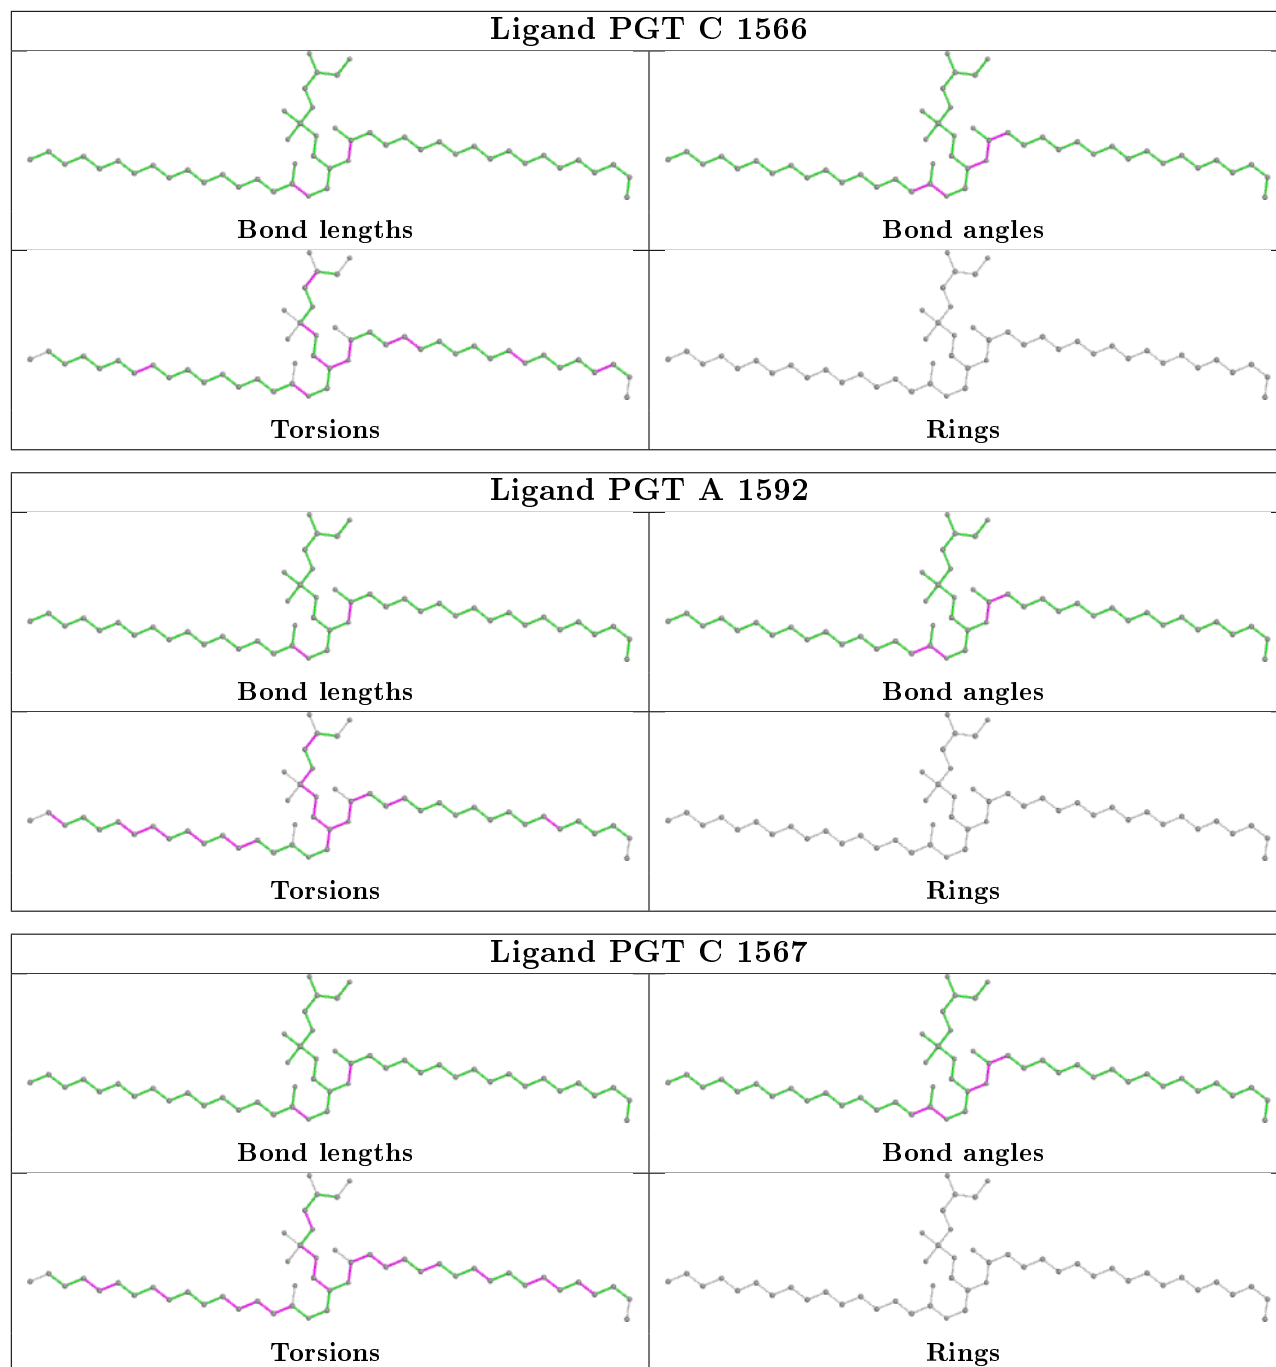 Ligand PGT C 1566
Bond lengths
Bond angles
Torsions
Rings
Ligand PGT A 1592
Bond lengths
Bond angles
Torsions
Rings
Ligand PGT C 1567
Bond lengths
Bond angles
Torsions
Rings